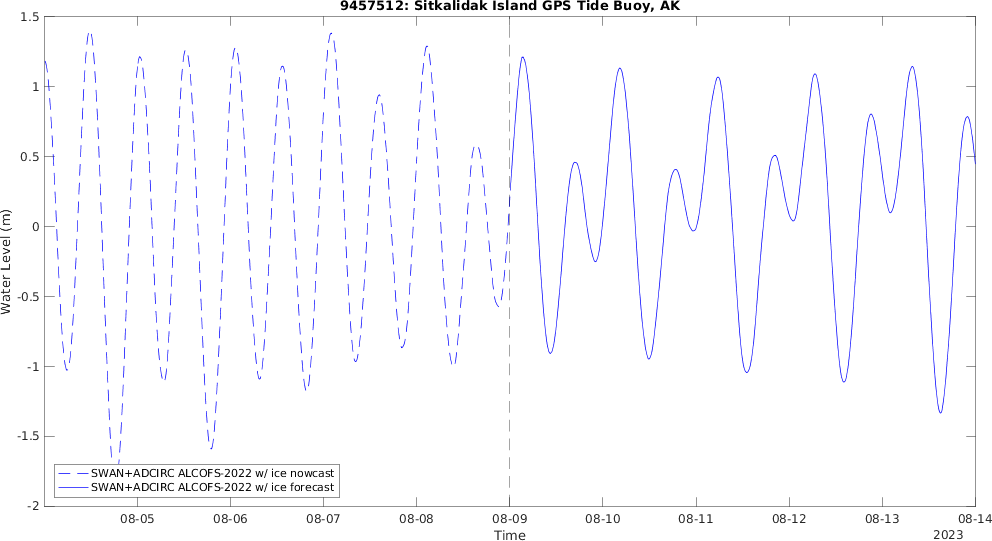 9457512: Sitkalidak Island GPS Tide Buoy, AK
1.5
1
0.5
0
-0.5
-1
-1.5
-2
Water Level (m)
SWAN+ADCIRC ALCOFS-2022 w/ ice nowcast
SWAN+ADCIRC ALCOFS-2022 w/ ice forecast
08-05 08-06 08-07 08-08 08-09 08-10 08-11 08-12 08-13 08-14
Time
2023